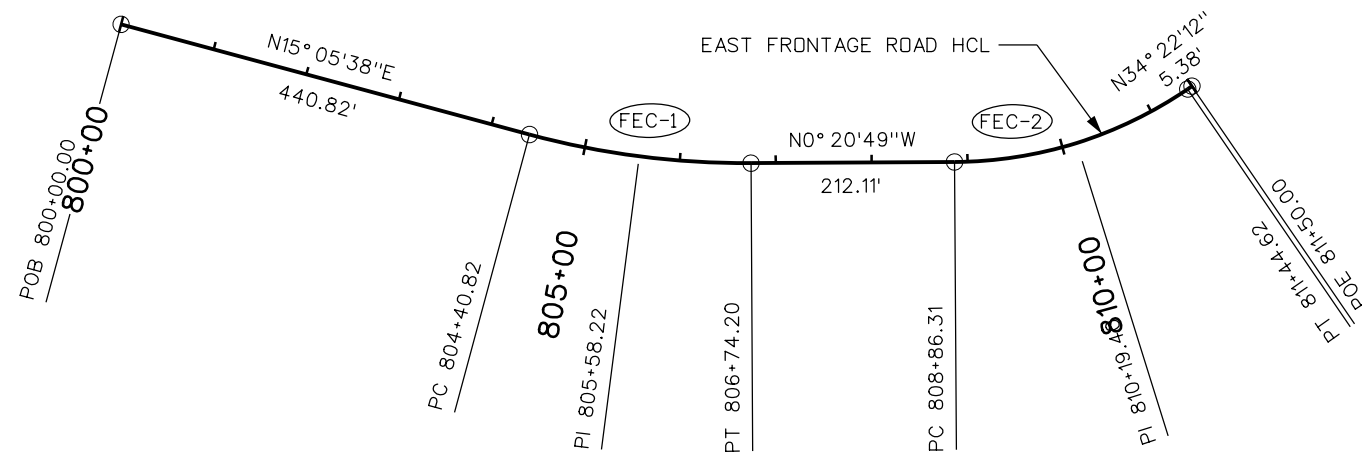 N15° 05'38"E
440.82'
FEC-1
N0° 20'49"W
212.11'
FEC-2
EAST FRONTAGE ROAD HCL
N34° 22'12"
5.38'
POB 800+00.00
800+00
PC 804+40.82
805+00
PI 805+58.22
PT 806+74.20
PC 808+86.31
810+00
PI
PT 811+44.62
POE 811+50.00